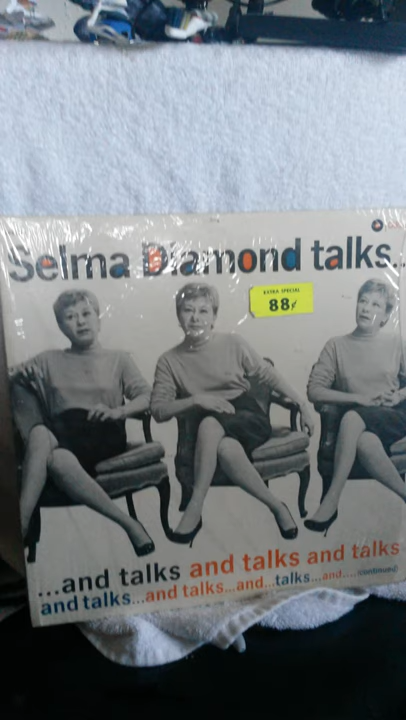 Selma Diamond talks...
EXTRA SPECIAL
88¢
...and talks and talks and talks
and talks...and talks...and...talks...and....(continued)